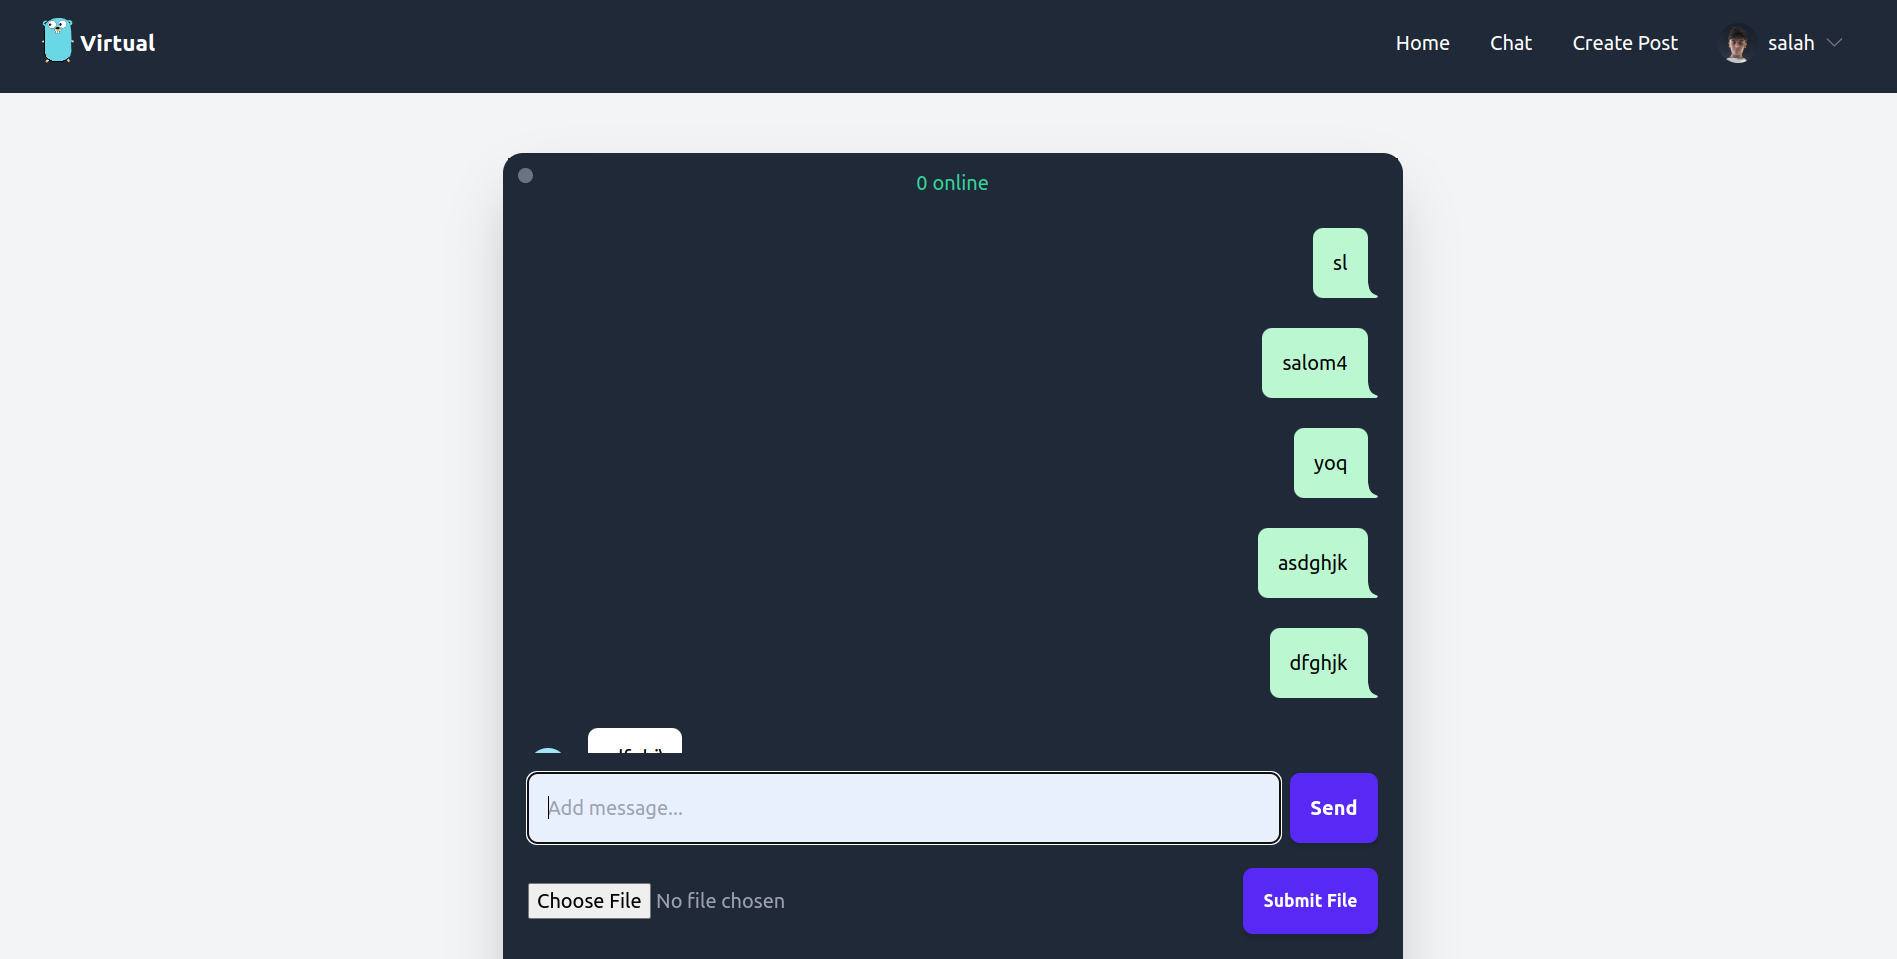 Virtual
Home Chat Create Post salah
0 online
sl
salom4
yoq
asdghjk
dfghjk
Add message...
Send
Choose File No file chosen
Submit File